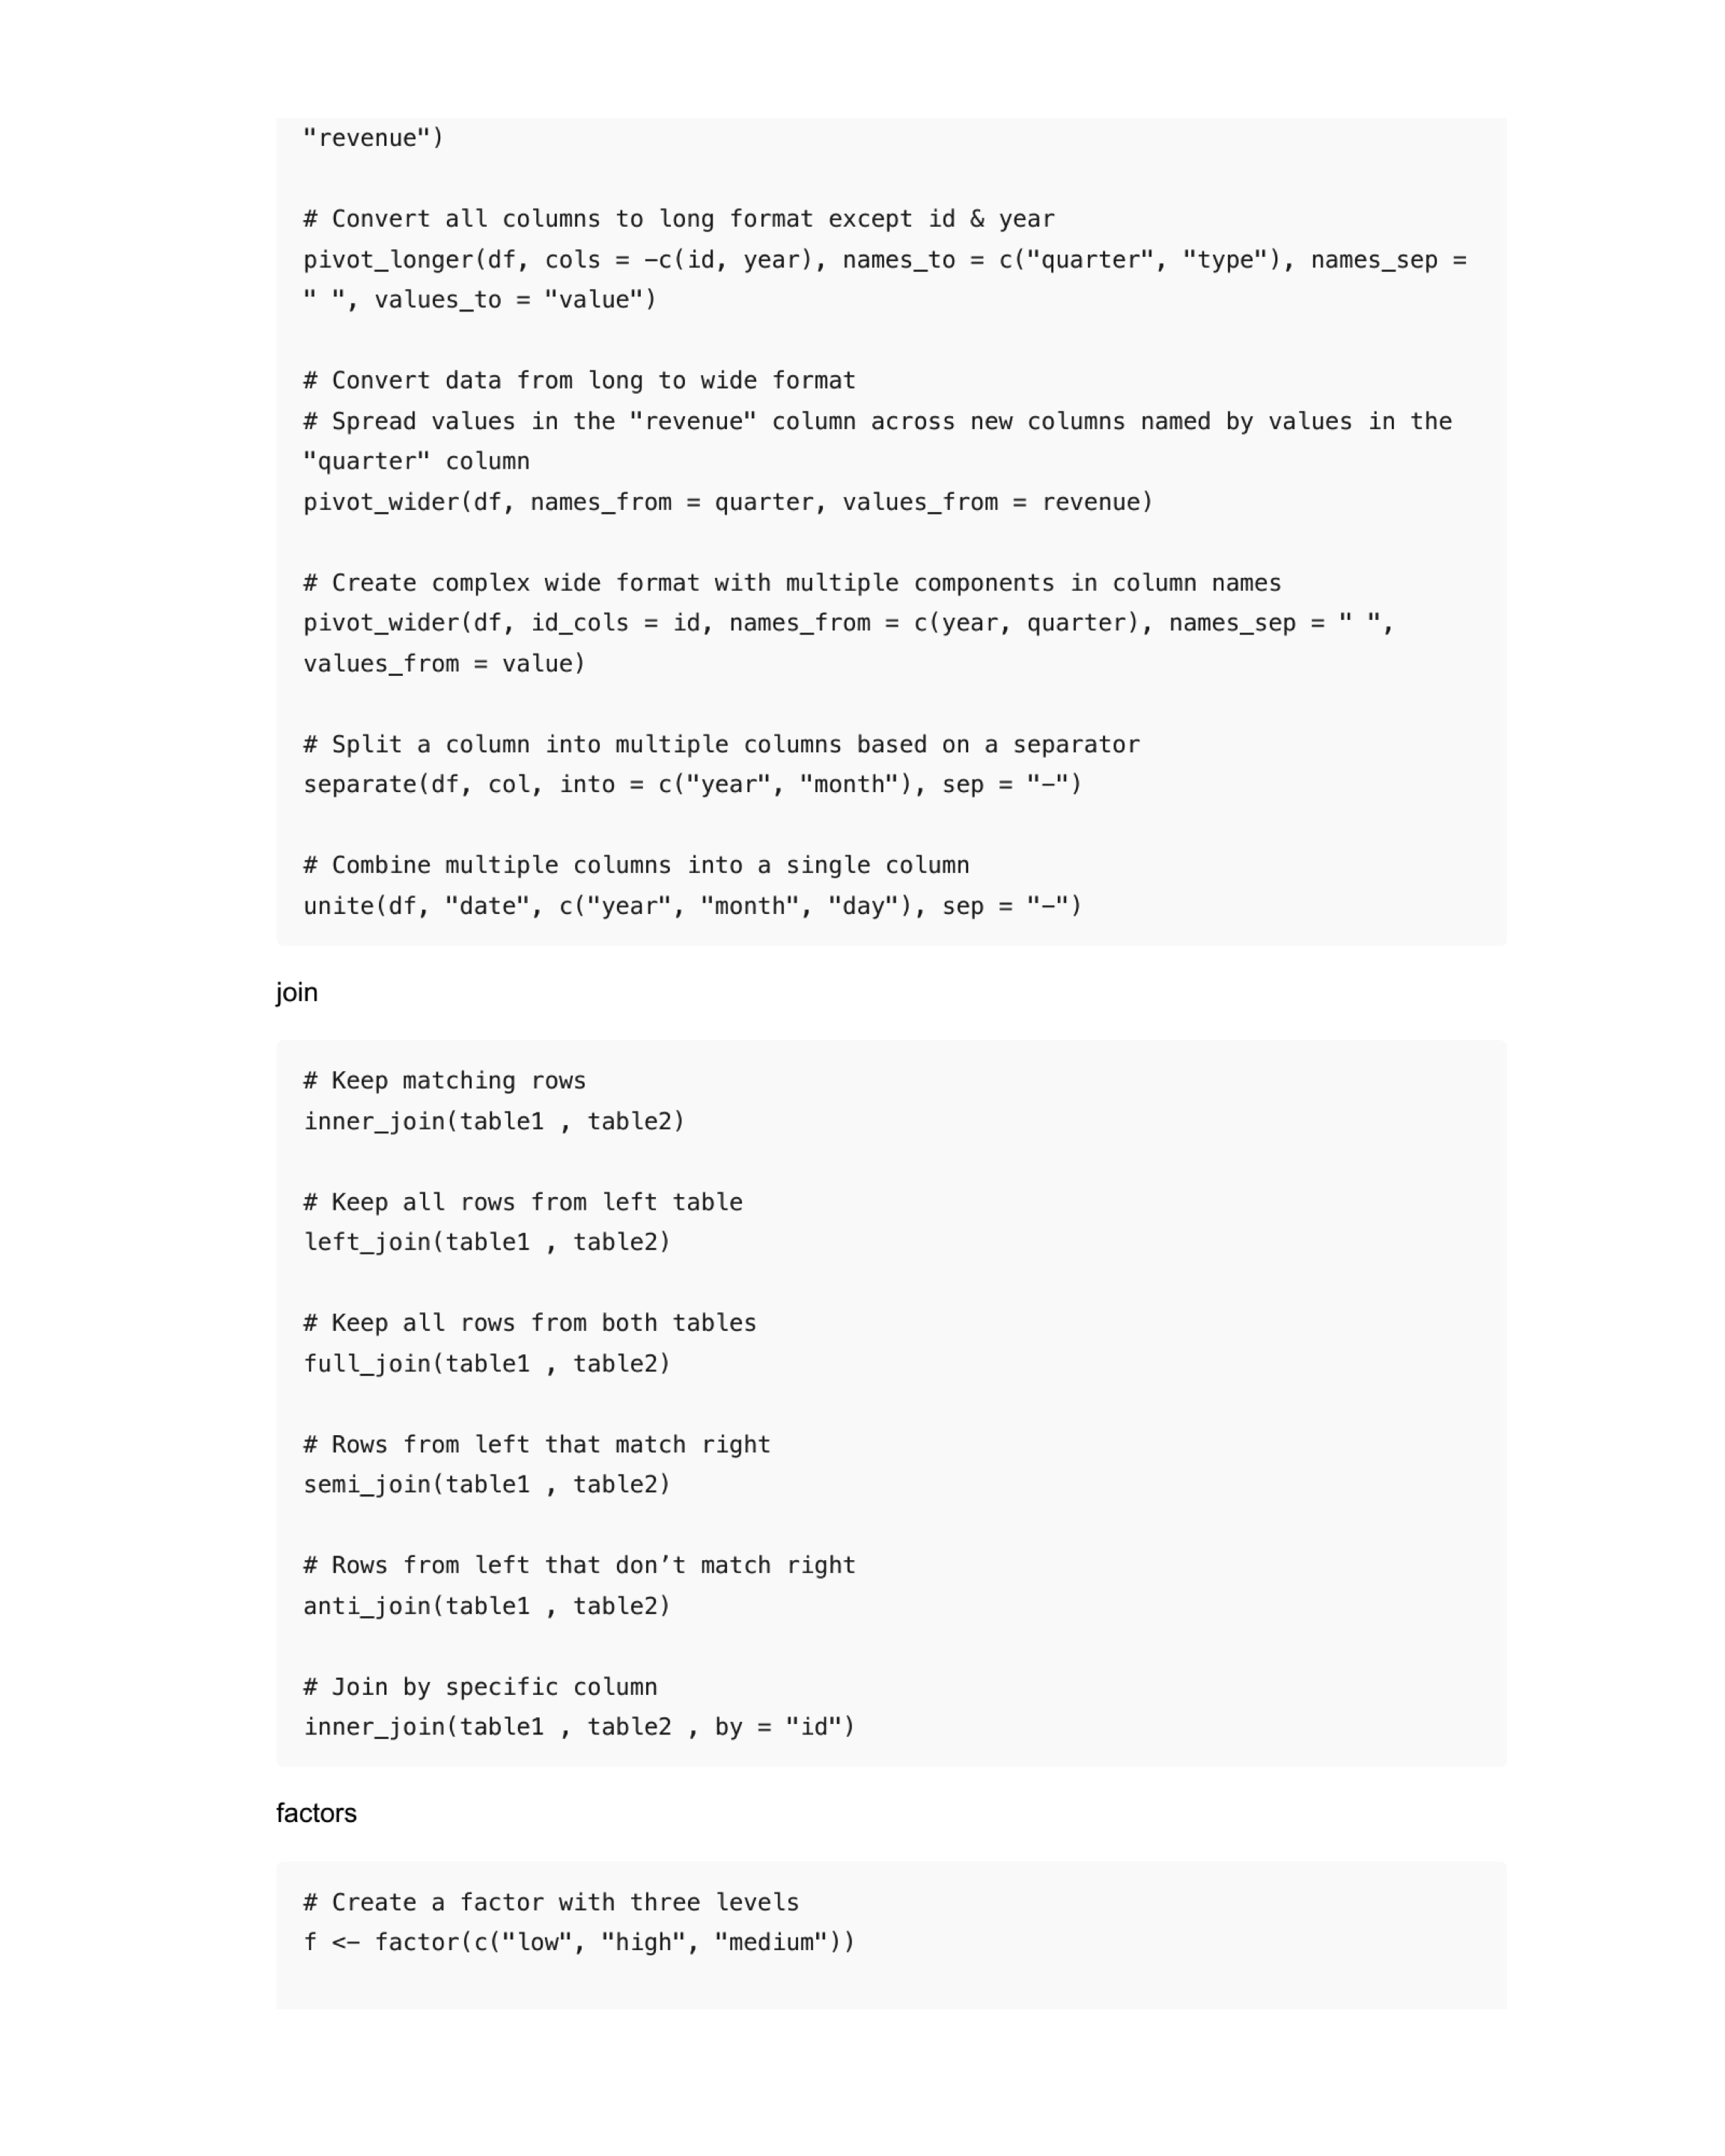 "revenue")
# Convert all columns to long format except id & year
pivot_longer(df, cols = -c(id, year), names_to = c("quarter", "type"), names_sep =
" ", values_to = "value")
# Convert data from long to wide format
# Spread values in the "revenue" column across new columns named by values in the
"quarter" column
pivot_wider(df, names_from = quarter, values_from = revenue)
# Create complex wide format with multiple components in column names
pivot_wider(df, id_cols = id, names_from = c(year, quarter), names_sep = " ",
values_from = value)
# Split a column into multiple columns based on a separator
separate(df, col, into = c("year", "month"), sep = "-")
# Combine multiple columns into a single column
unite(df, "date", c("year", "month", "day"), sep = "-")
join
# Keep matching rows
inner_join(table1 , table2)
# Keep all rows from left table
left_join(table1 , table2)
# Keep all rows from both tables
full_join(table1 , table2)
# Rows from left that match right
semi_join(table1 , table2)
# Rows from left that don’t match right
anti_join(table1 , table2)
# Join by specific column
inner_join(table1 , table2 , by = "id")
factors
# Create a factor with three levels
f <- factor(c("low", "high", "medium"))